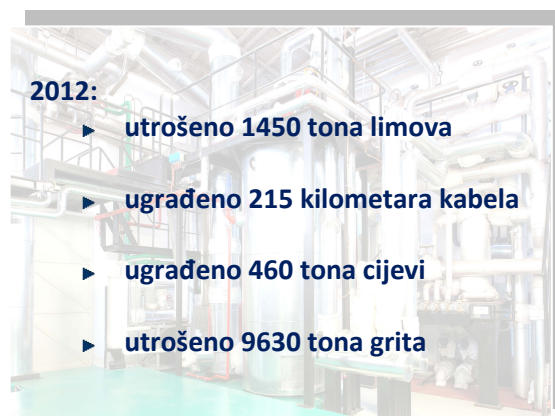 2012:
utrošeno 1450 tona limova
ugrađeno 215 kilometara kabela
ugrađeno 460 tona cijevi
utrošeno 9630 tona grita